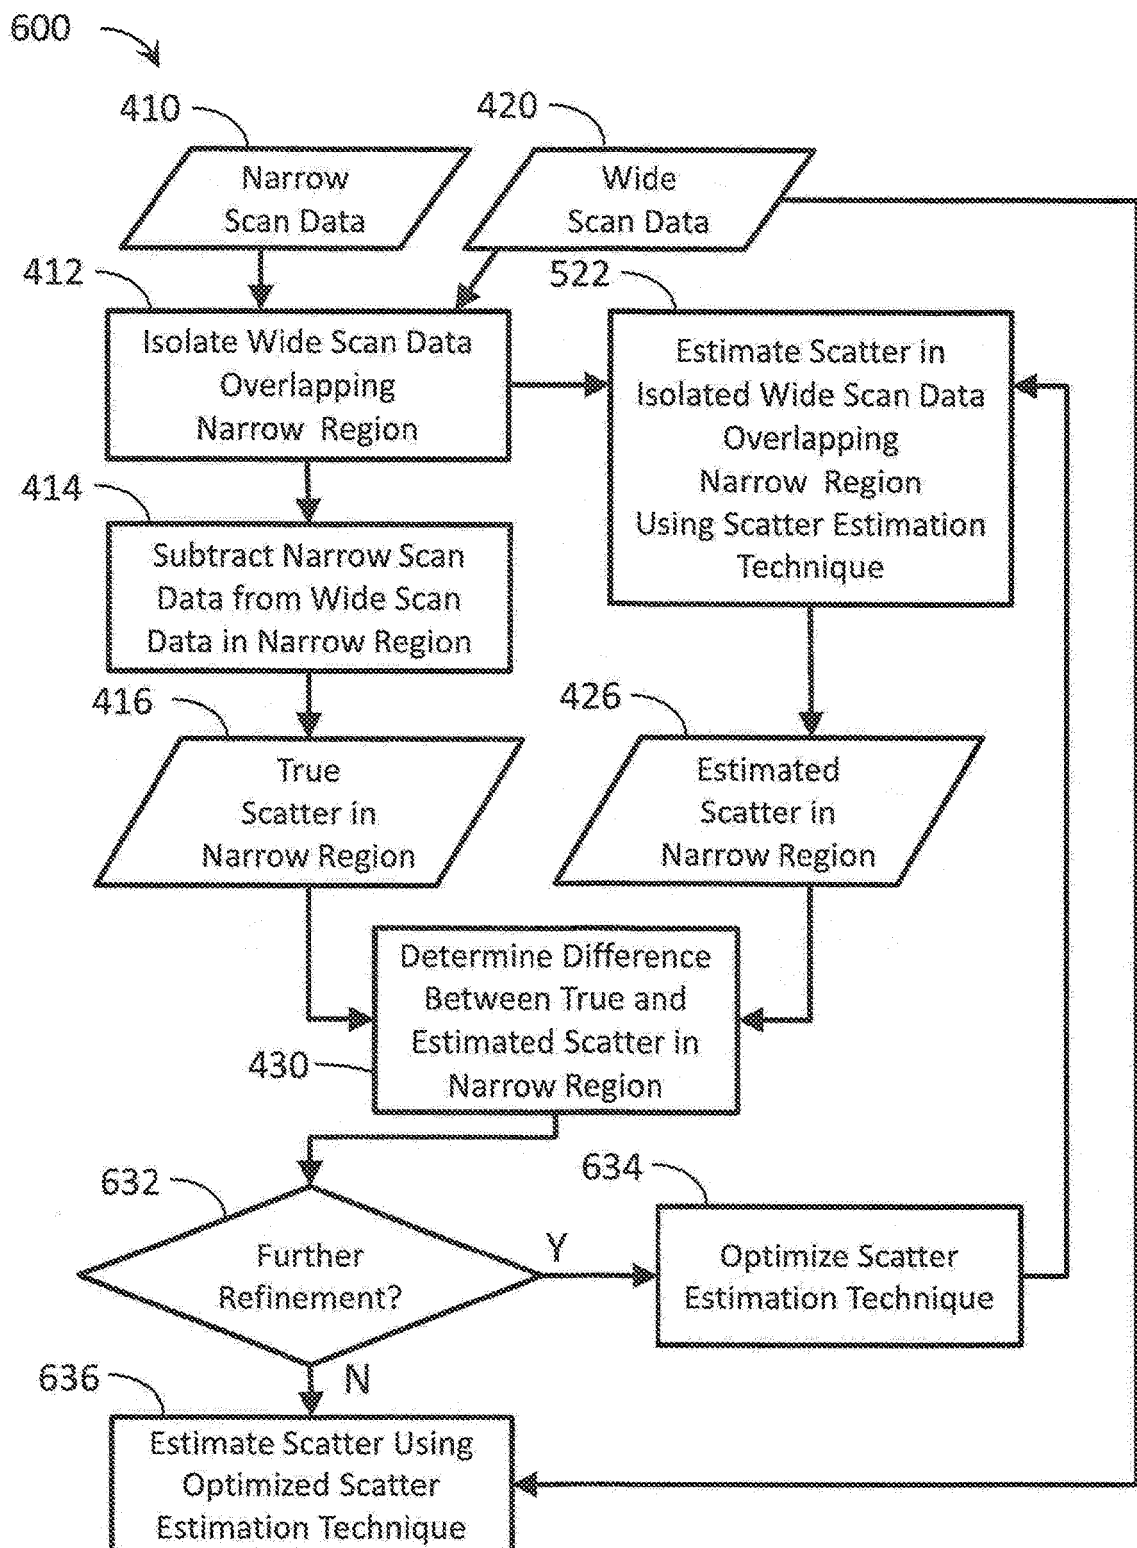 600
410
420
Narrow
Scan Data
Wide
Scan Data
412
522
Isolate Wide Scan Data
Overlapping
Narrow Region
Estimate Scatter in
Isolated Wide Scan Data
Overlapping
Narrow Region
Using Scatter Estimation
Technique
414
Subtract Narrow Scan
Data from Wide Scan
Data in Narrow Region
416
426
True
Scatter in
Narrow Region
Estimated
Scatter in
Narrow Region
Determine Difference
Between True and
Estimated Scatter in
Narrow Region
430
632
634
Further
Refinement?
Y
Optimize Scatter
Estimation Technique
N
636
Estimate Scatter Using
Optimized Scatter
Estimation Technique